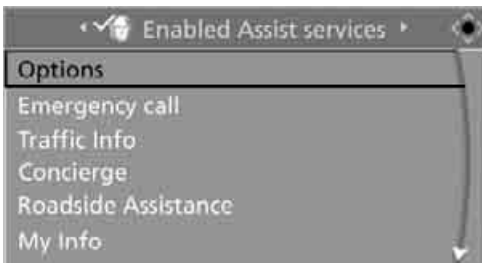 Enabled Assist services
Options
Emergency call
Traffic Info
Concierge
Roadside Assistance
My Info